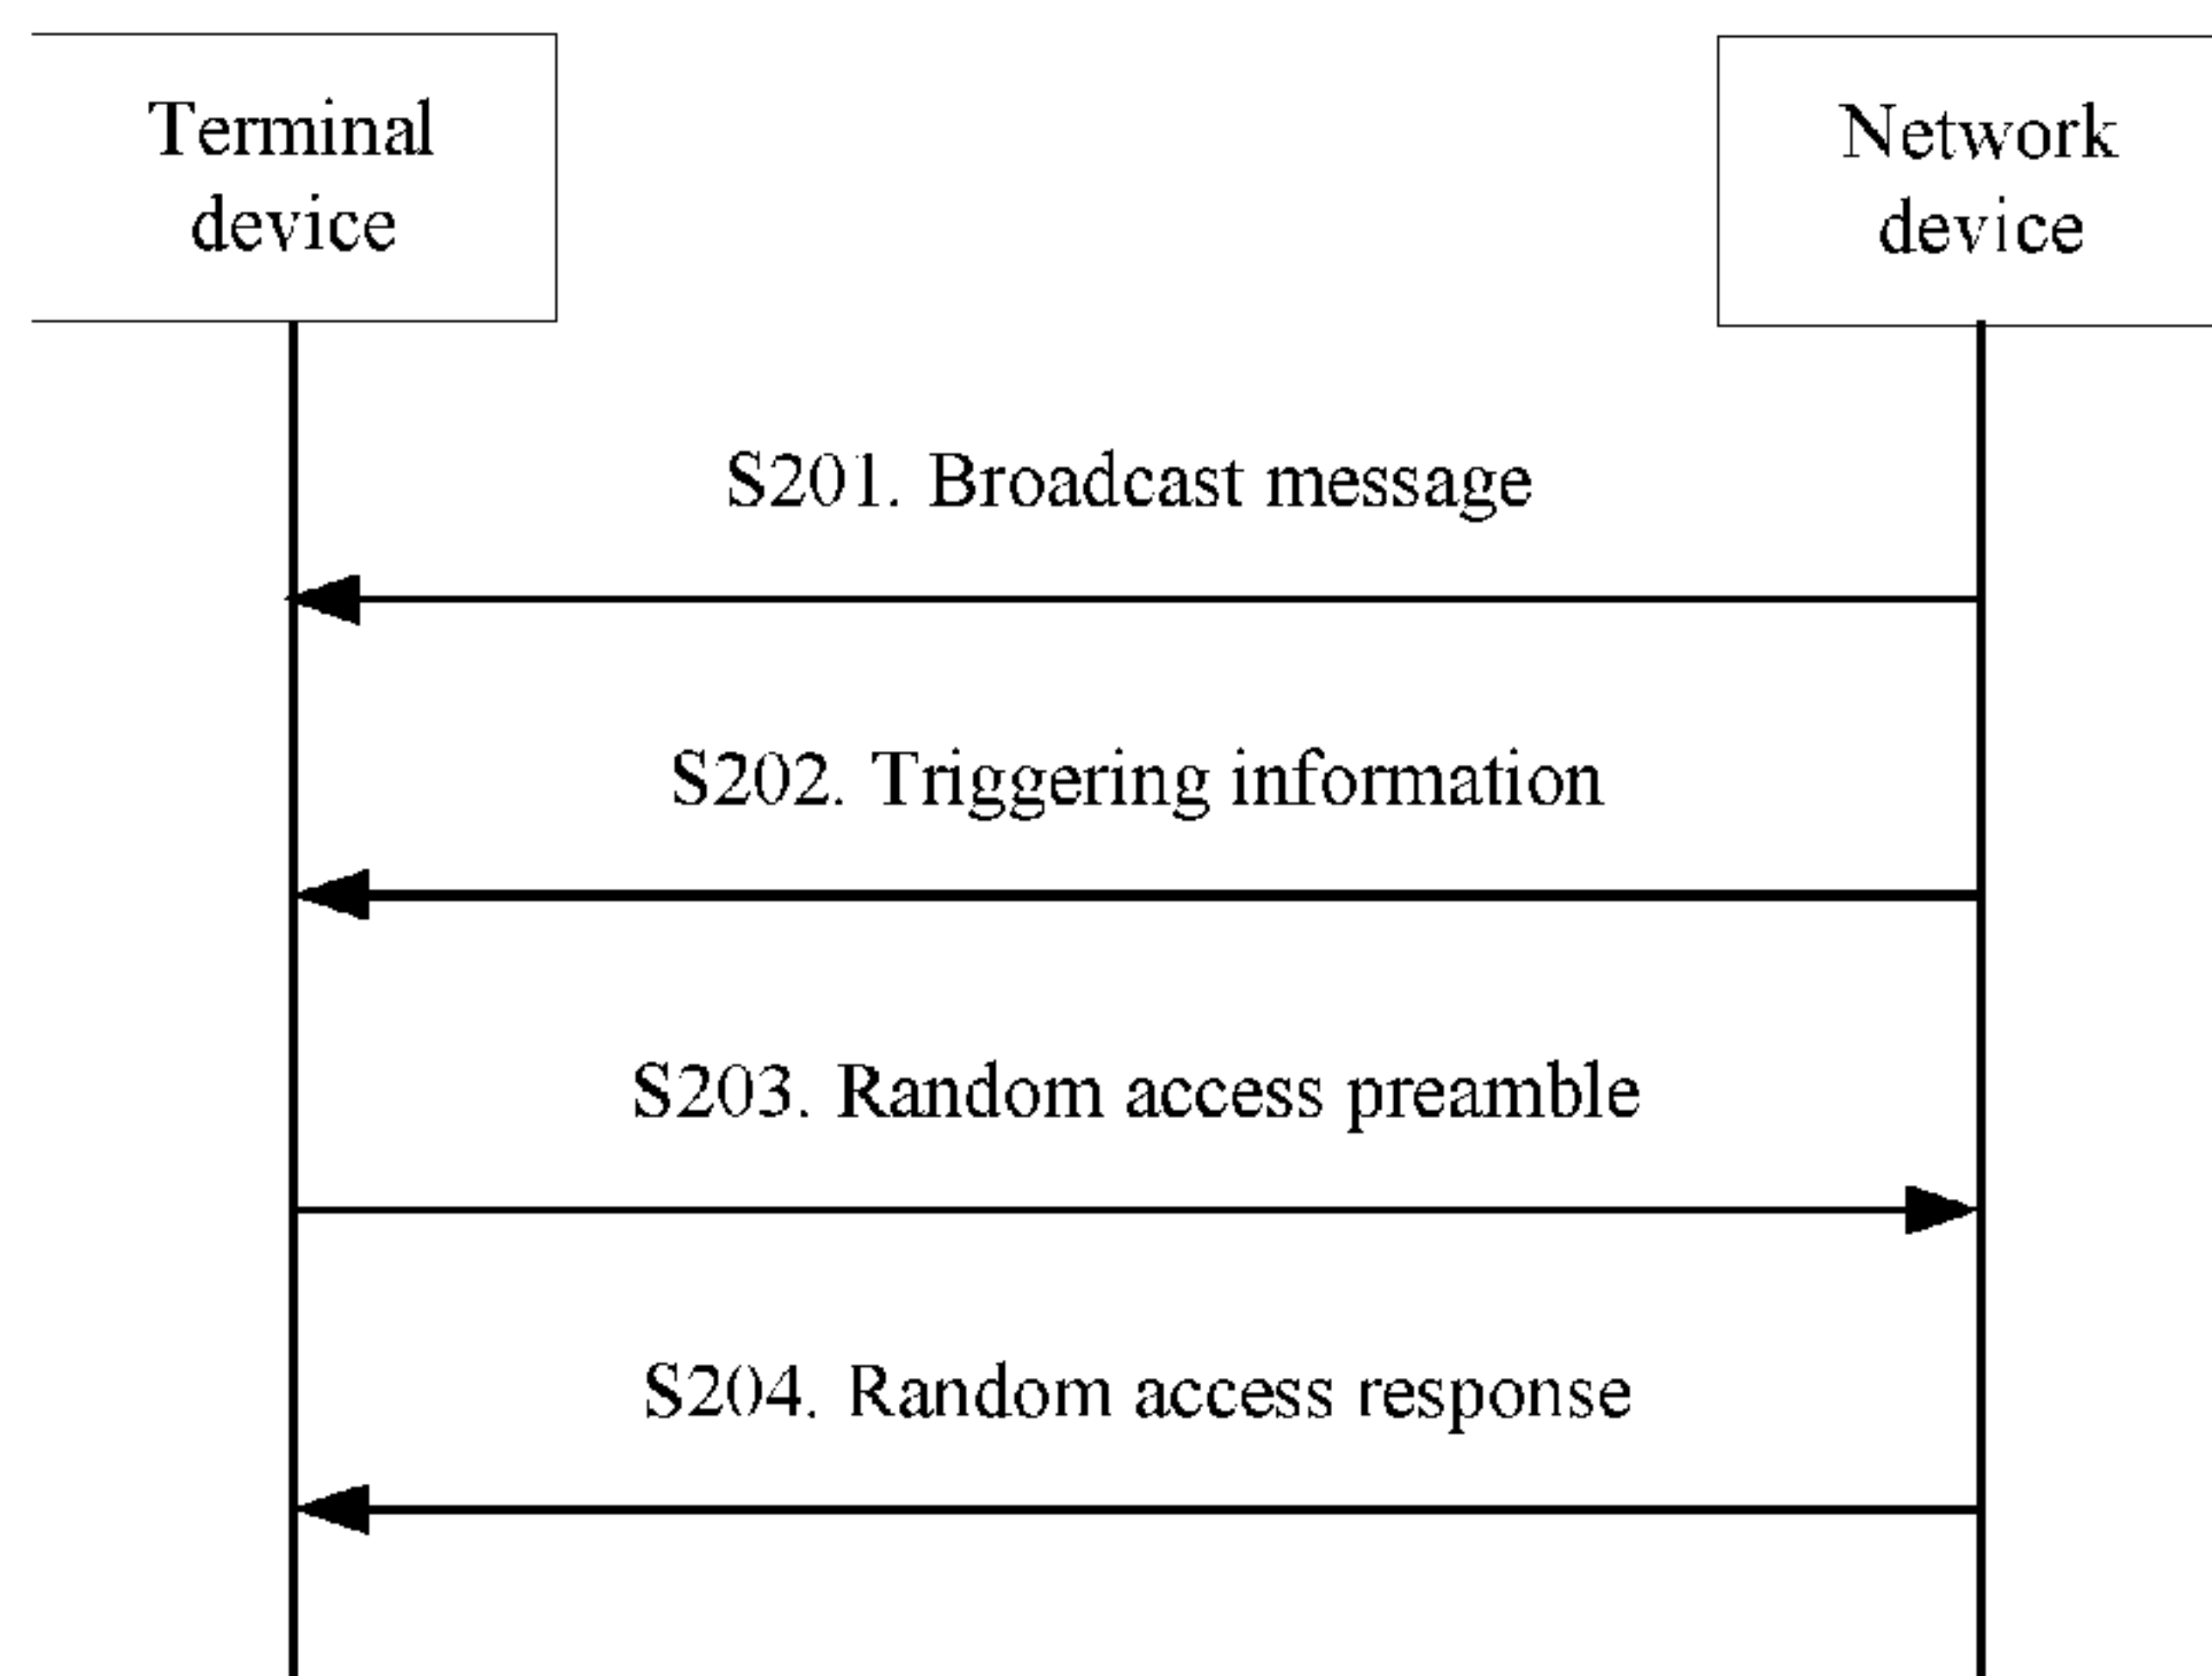 Terminal
device
Network
device
S201. Broadcast message
S202. Triggering information
S203. Random access preamble
S204. Random access response